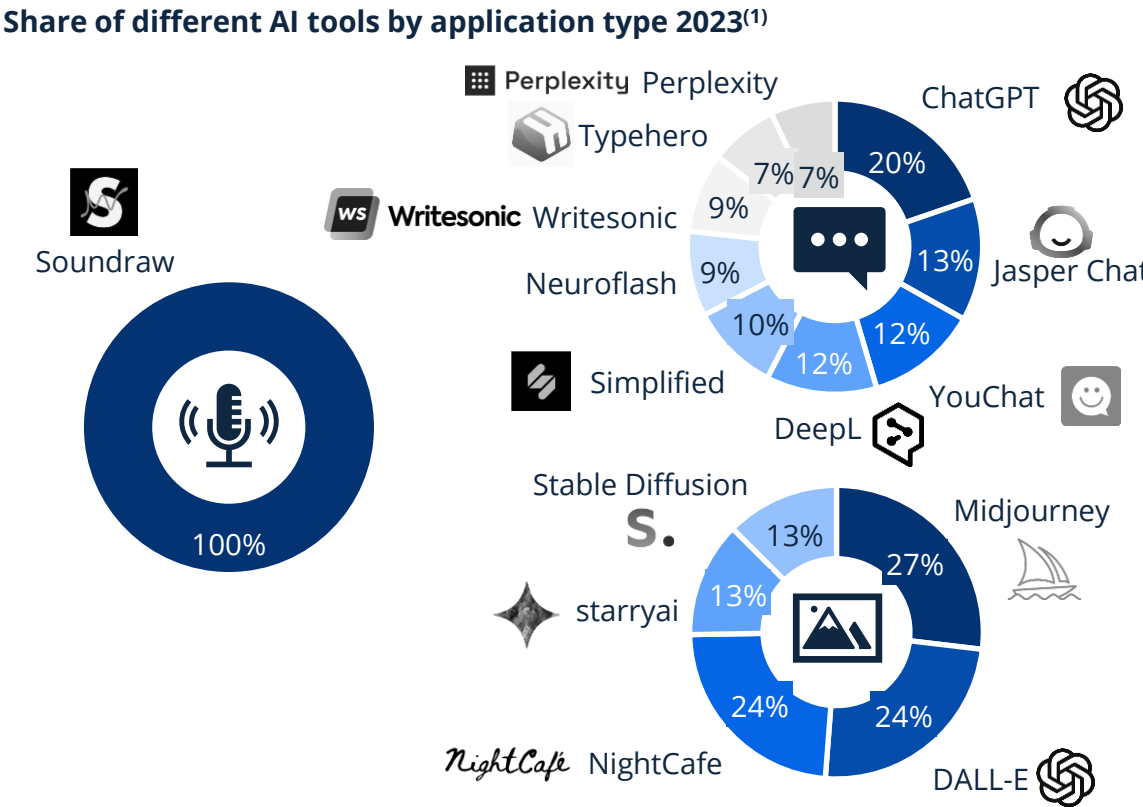 Share of different AI tools by application type 2023(1)
Soundraw
100%
Perplexity Perplexity
Typehero
WS Writesonic Writesonic
Neuroflash
Simplified
DeepL
YouChat
Jasper Chat
ChatGPT
20%
13%
12%
12%
10%
9%
9%
7%
7%
Stable Diffusion
S.
starryai
NightCafé NightCafe
DALL-E
Midjourney
27%
24%
24%
13%
13%